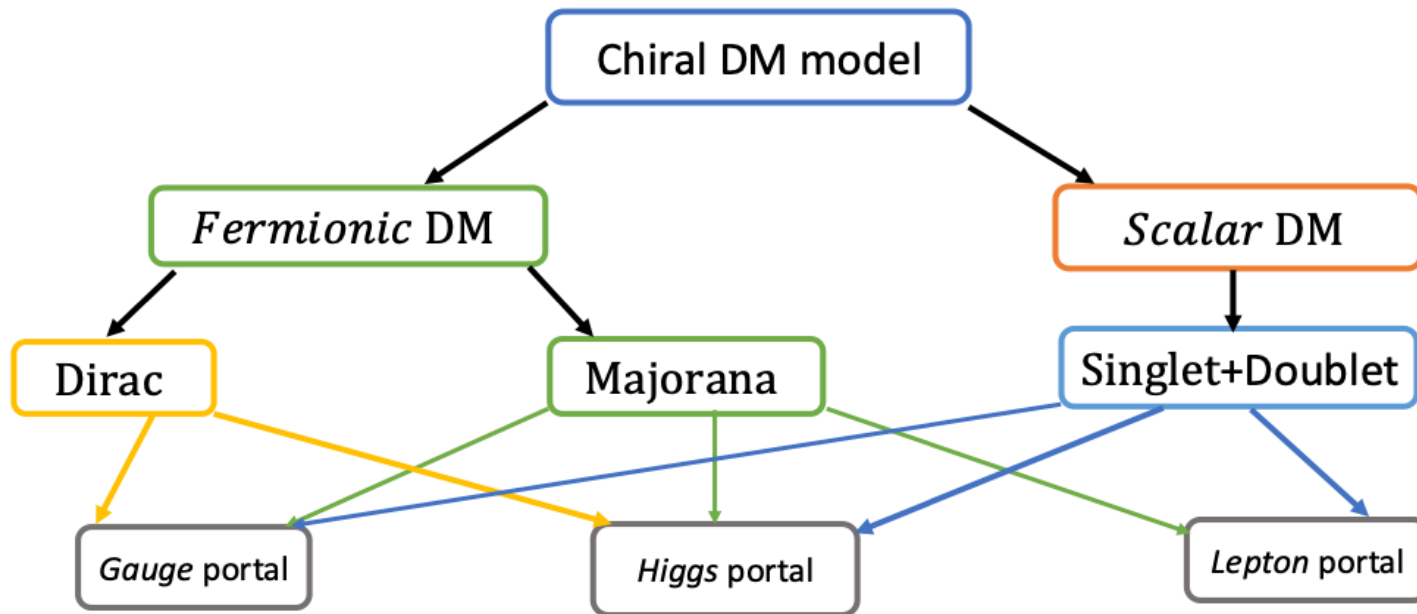 Chiral DM model
Fermionic DM
Scalar DM
Dirac
Majorana
Singlet+Doublet
Gauge portal
Higgs portal
Lepton portal